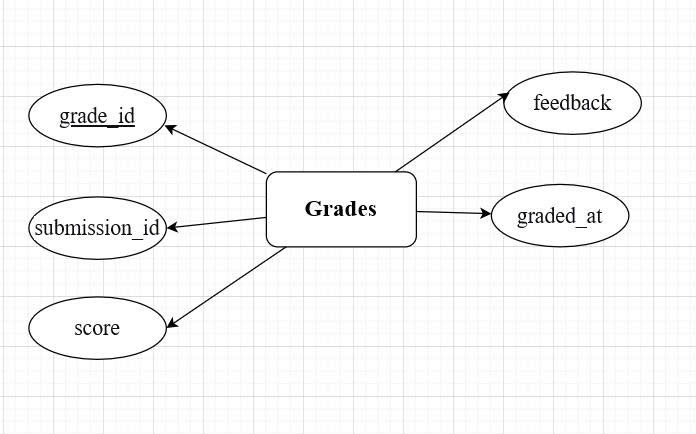 grade_id
submission_id
score
Grades
feedback
graded_at